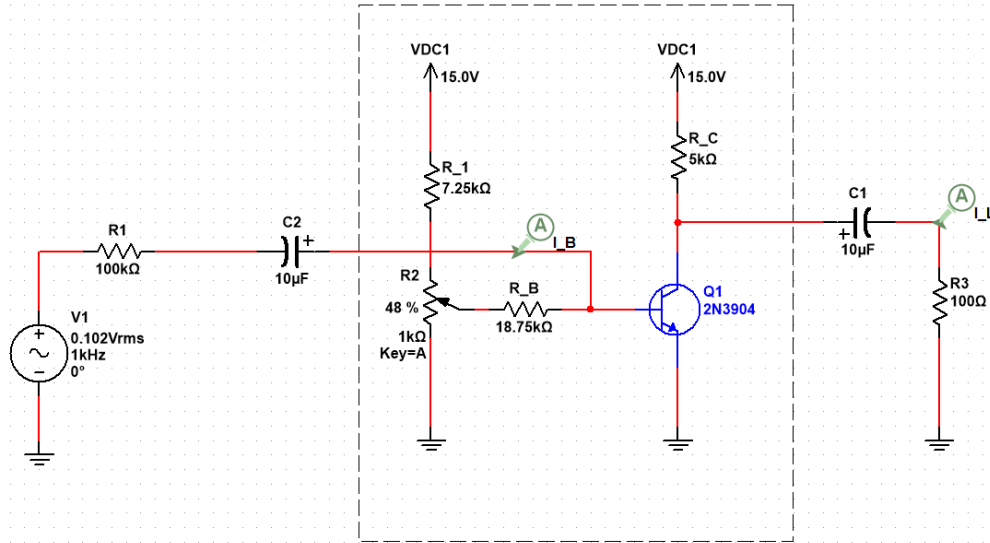 VDC1
15.0V
VDC1
15.0V
R_1
7.25kΩ
R_C
5kΩ
R1
100kΩ
C2
+
10µF
A
I_B
C1
+
10µF
A
I_L
R2
48 %
1kΩ
Key=A
R_B
18.75kΩ
Q1
2N3904
R3
100Ω
V1
0.102Vrms
1kHz
0°